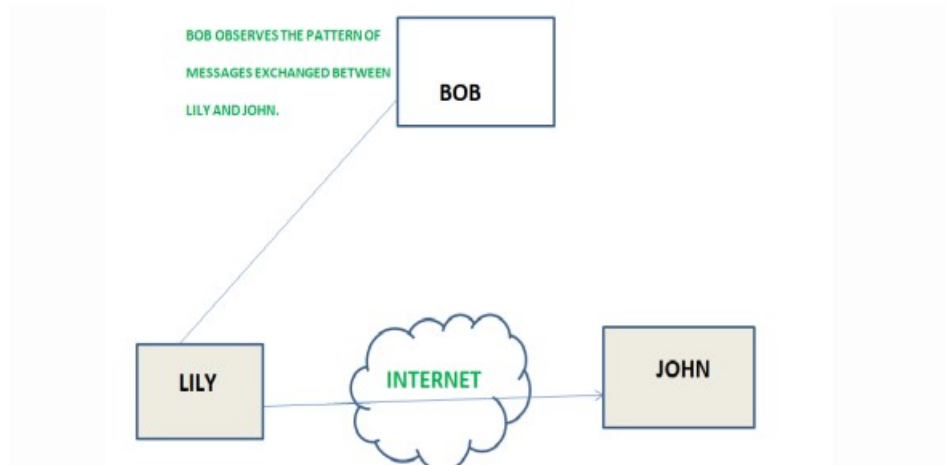 BOB OBSERVES THE PATTERN OF
MESSAGES EXCHANGED BETWEEN
LILY AND JOHN.
BOB
LILY
INTERNET
JOHN